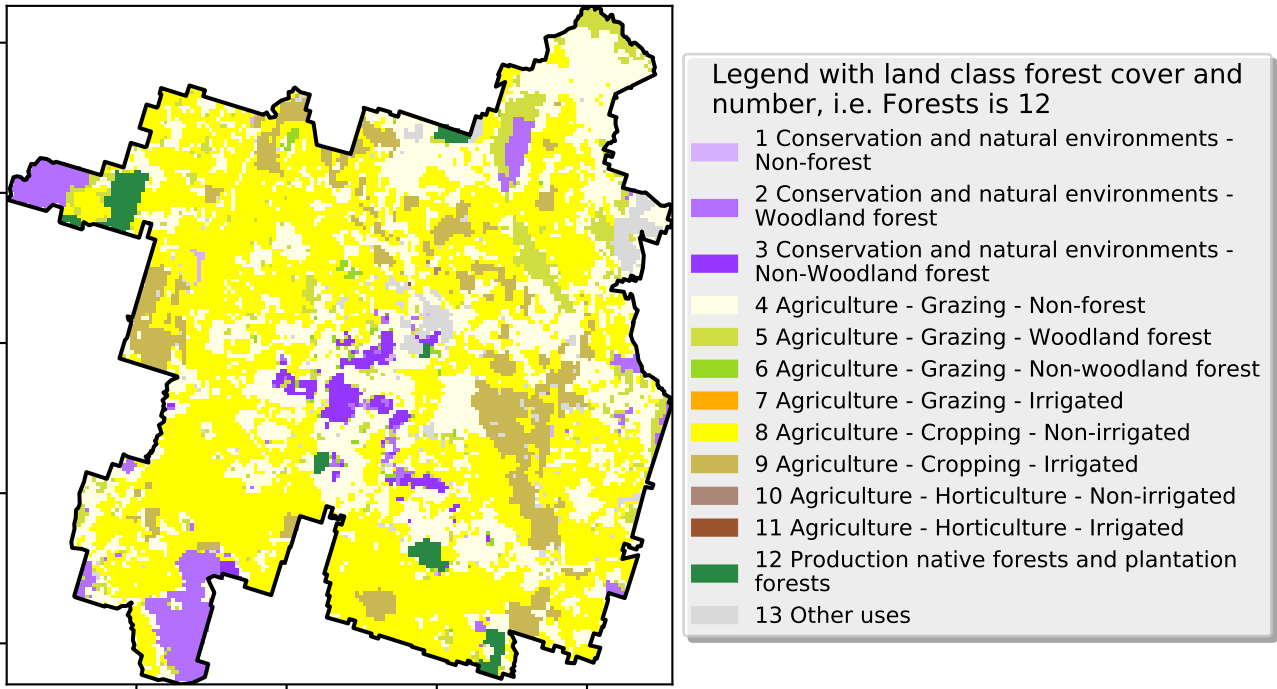 Legend with land class forest cover and
number, i.e. Forests is 12
1 Conservation and natural environments -
Non-forest
2 Conservation and natural environments -
Woodland forest
3 Conservation and natural environments -
Non-Woodland forest
4 Agriculture - Grazing - Non-forest
5 Agriculture - Grazing - Woodland forest
6 Agriculture - Grazing - Non-woodland forest
7 Agriculture - Grazing - Irrigated
8 Agriculture - Cropping - Non-irrigated
9 Agriculture - Cropping - Irrigated
10 Agriculture - Horticulture - Non-irrigated
11 Agriculture - Horticulture - Irrigated
12 Production native forests and plantation
forests
13 Other uses